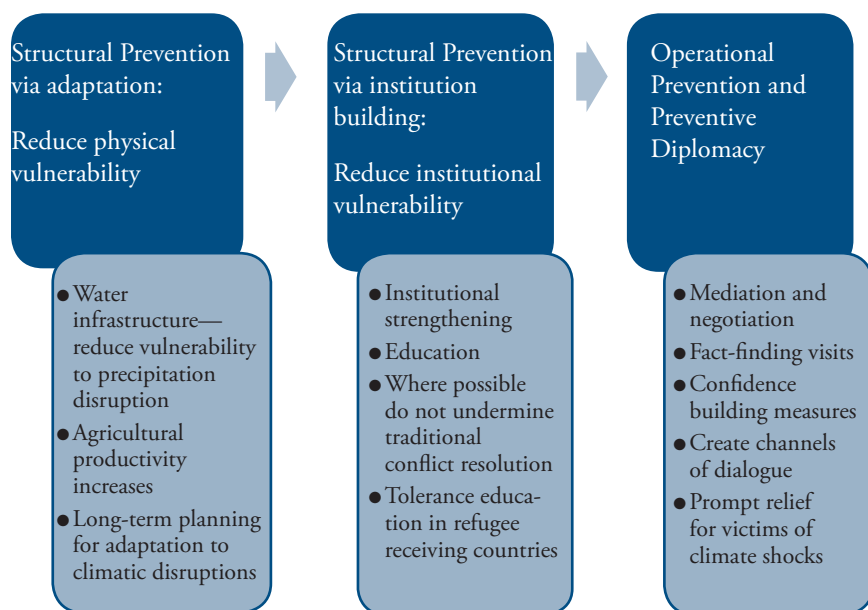 Structural Prevention
via adaptation:
Reduce physical
vulnerability
● Water
infrastructure—
reduce vulnerability
to precipitation
disruption
● Agricultural
productivity
increases
● Long-term planning
for adaptation to
climatic disruptions
Structural Prevention
via institution
building:
Reduce institutional
vulnerability
● Institutional
strengthening
● Education
● Where possible
do not undermine
traditional
conflict resolution
● Tolerance educa-
tion in refugee
receiving countries
Operational
Prevention and
Preventive
Diplomacy
● Mediation and
negotiation
● Fact-finding visits
● Confidence
building measures
● Create channels
of dialogue
● Prompt relief
for victims of
climate shocks